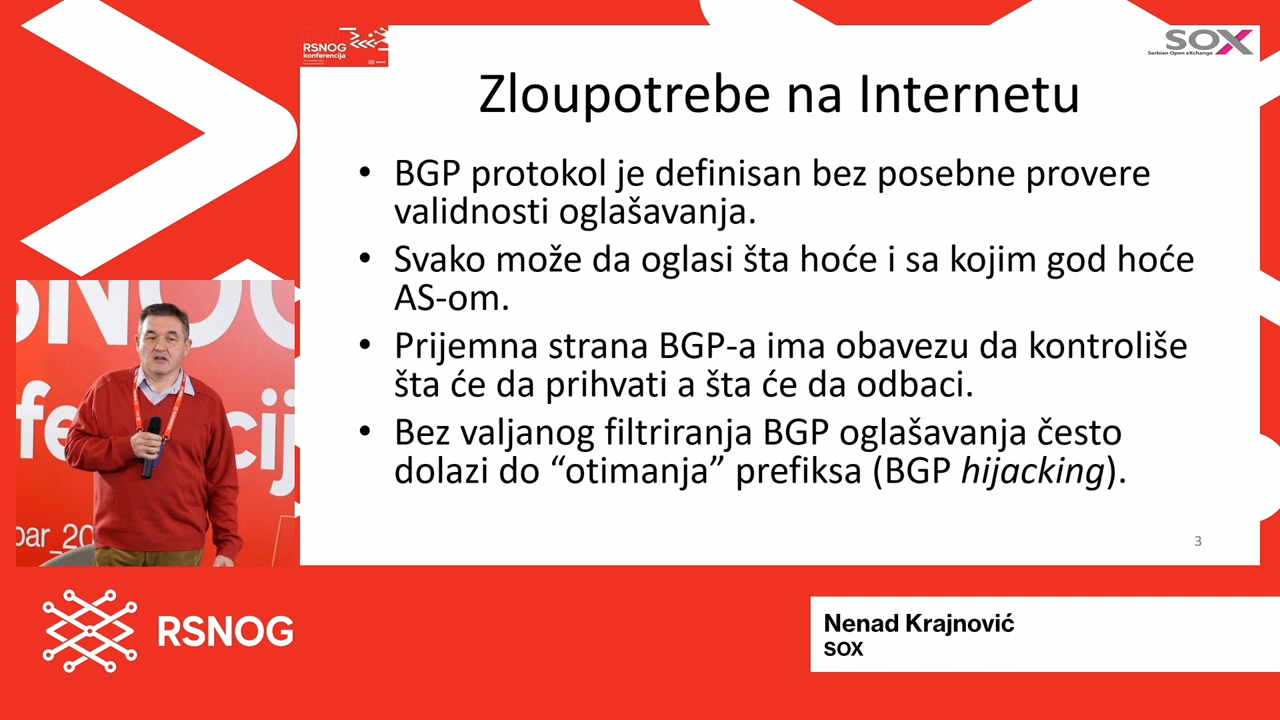 RSNOG
konferencija
SOX
Serbian Open eXchange
Zloupotrebe na Internetu
• BGP protokol je definisan bez posebne provere
validnosti oglašavanja.
• Svako može da oglasi šta hoće i sa kojim god hoće
AS-om.
• Prijemna strana BGP-a ima obavezu da kontroliše
šta će da prihvati a šta će da odbaci.
• Bez valjanog filtriranja BGP oglašavanja često
dolazi do “otimanja” prefiksa (BGP hijacking).
3
RSNOG
Nenad Krajnović
SOX